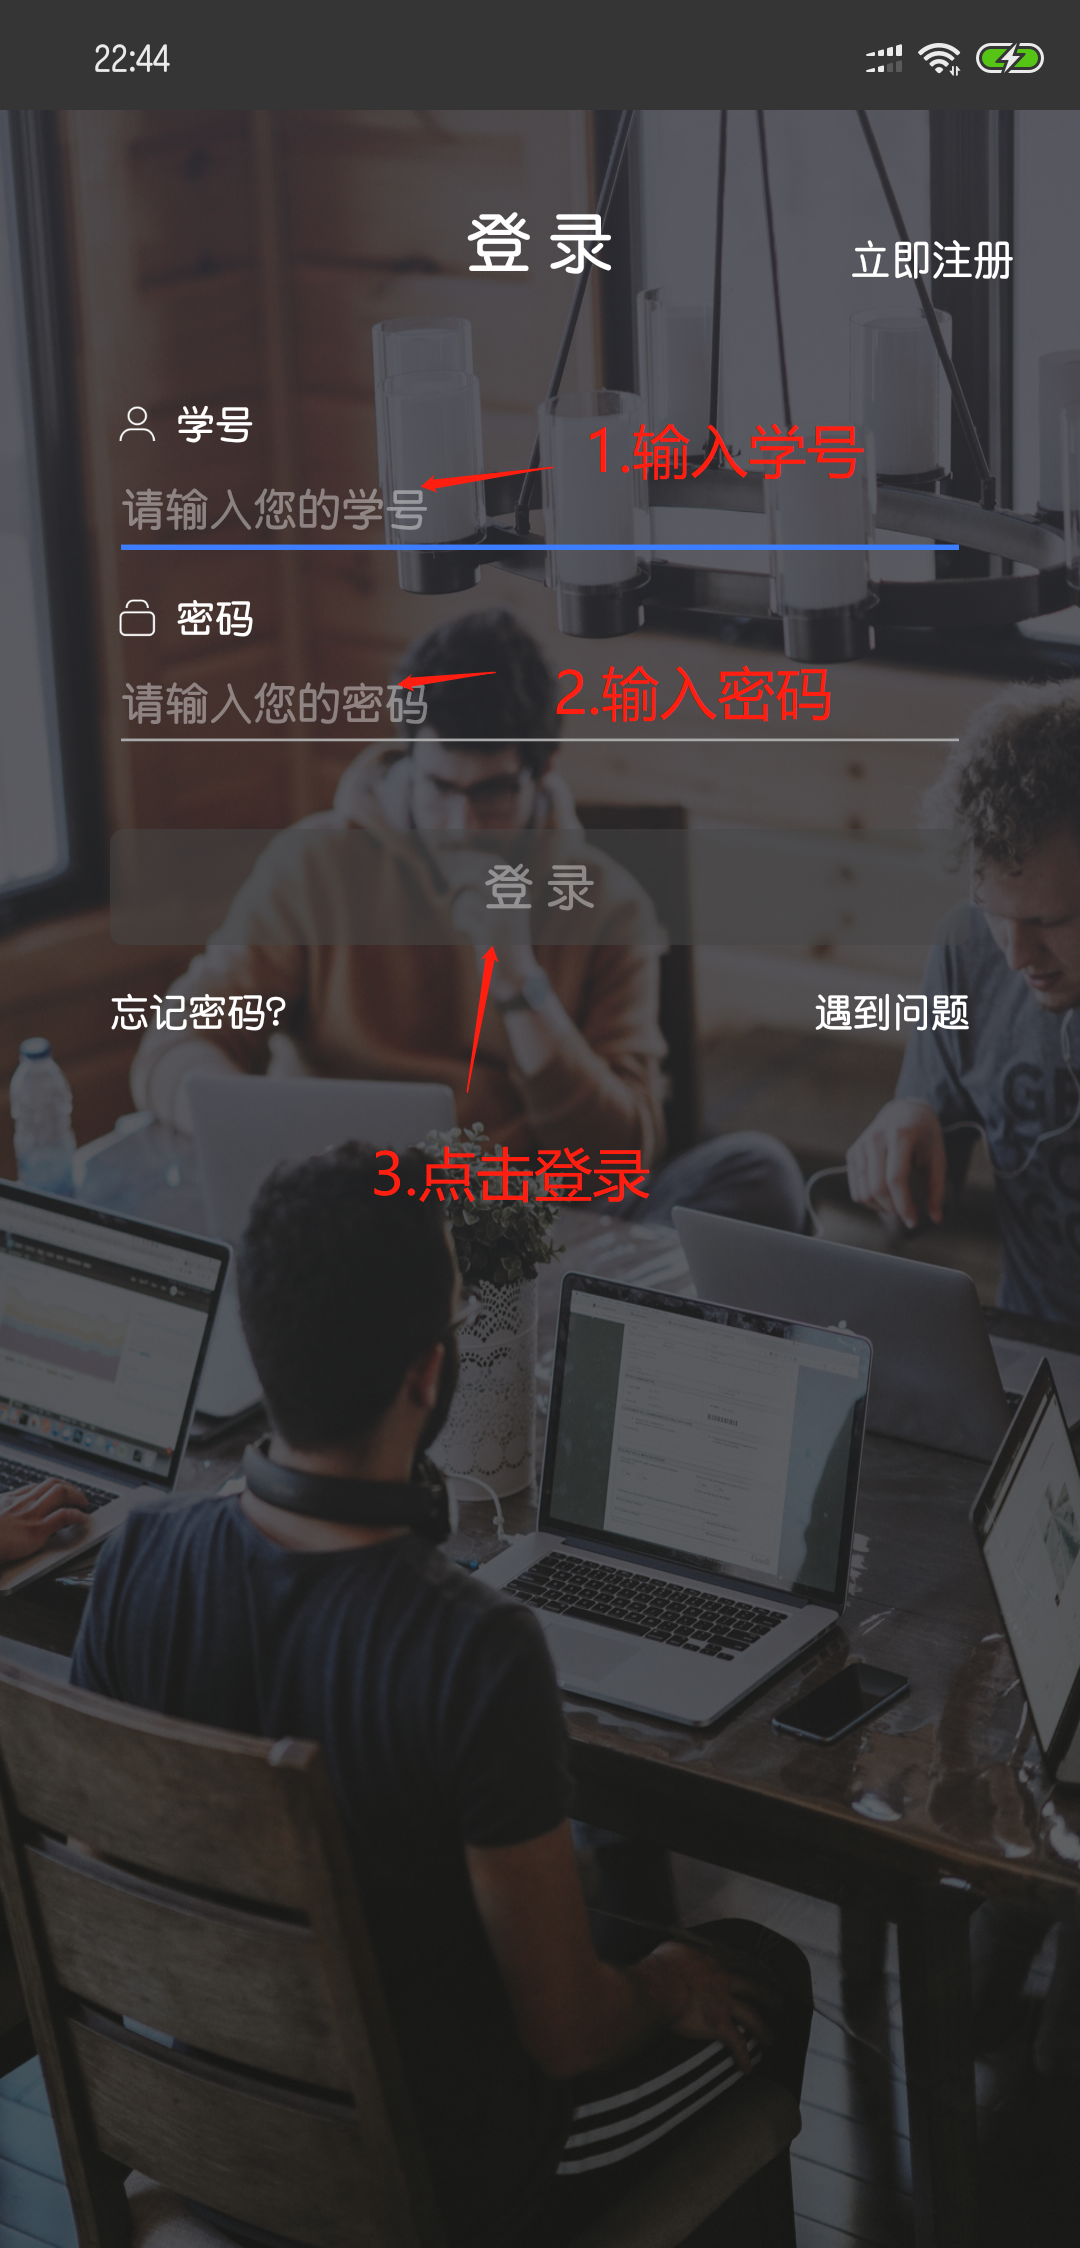 22:44
登 录
立即注册
学号
1.输入学号
请输入您的学号
密码
2.输入密码
请输入您的密码
登 录
忘记密码?
遇到问题
3.点击登录